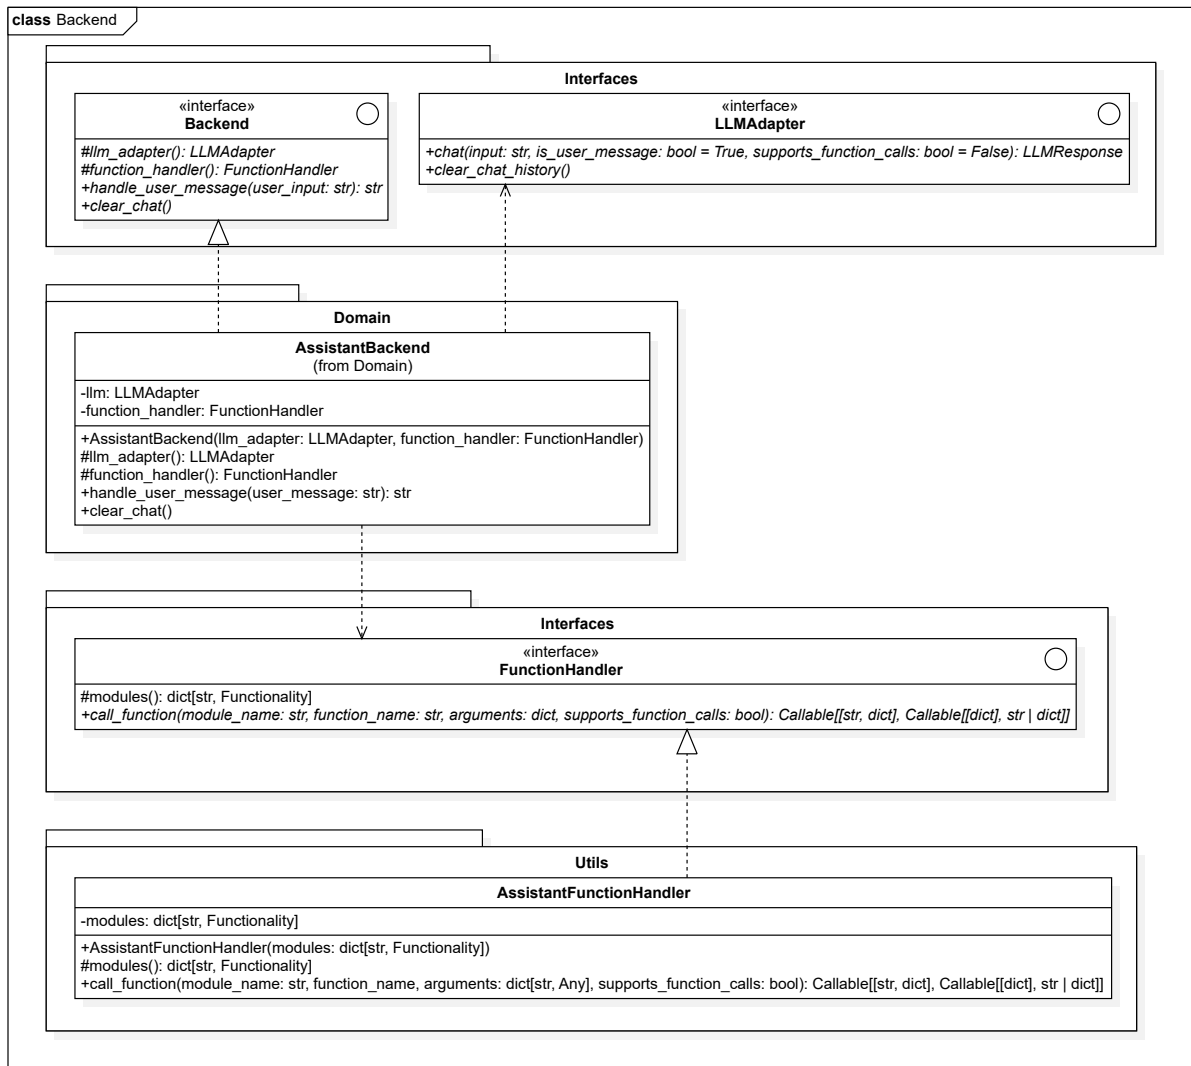 class Backend
Interfaces
«interface»
Backend
#llm_adapter(): LLMAdapter
#function_handler(): FunctionHandler
+handle_user_message(user_input: str): str
+clear_chat()
«interface»
LLMAdapter
+chat(input: str, is_user_message: bool = True, supports_function_calls: bool = False): LLMResponse
+clear_chat_history()
Domain
AssistantBackend
(from Domain)
-llm: LLMAdapter
-function_handler: FunctionHandler
+AssistantBackend(llm_adapter: LLMAdapter, function_handler: FunctionHandler)
#llm_adapter(): LLMAdapter
#function_handler(): FunctionHandler
+handle_user_message(user_message: str): str
+clear_chat()
Interfaces
«interface»
FunctionHandler
#modules(): dict[str, Functionality]
+call_function(module_name: str, function_name: str, arguments: dict, supports_function_calls: bool): Callable[[str, dict], Callable[[dict], str | dict]]
Utils
AssistantFunctionHandler
-modules: dict[str, Functionality]
+AssistantFunctionHandler(modules: dict[str, Functionality])
#modules(): dict[str, Functionality]
+call_function(module_name: str, function_name, arguments: dict[str, Any], supports_function_calls: bool): Callable[[str, dict], Callable[[dict], str | dict]]